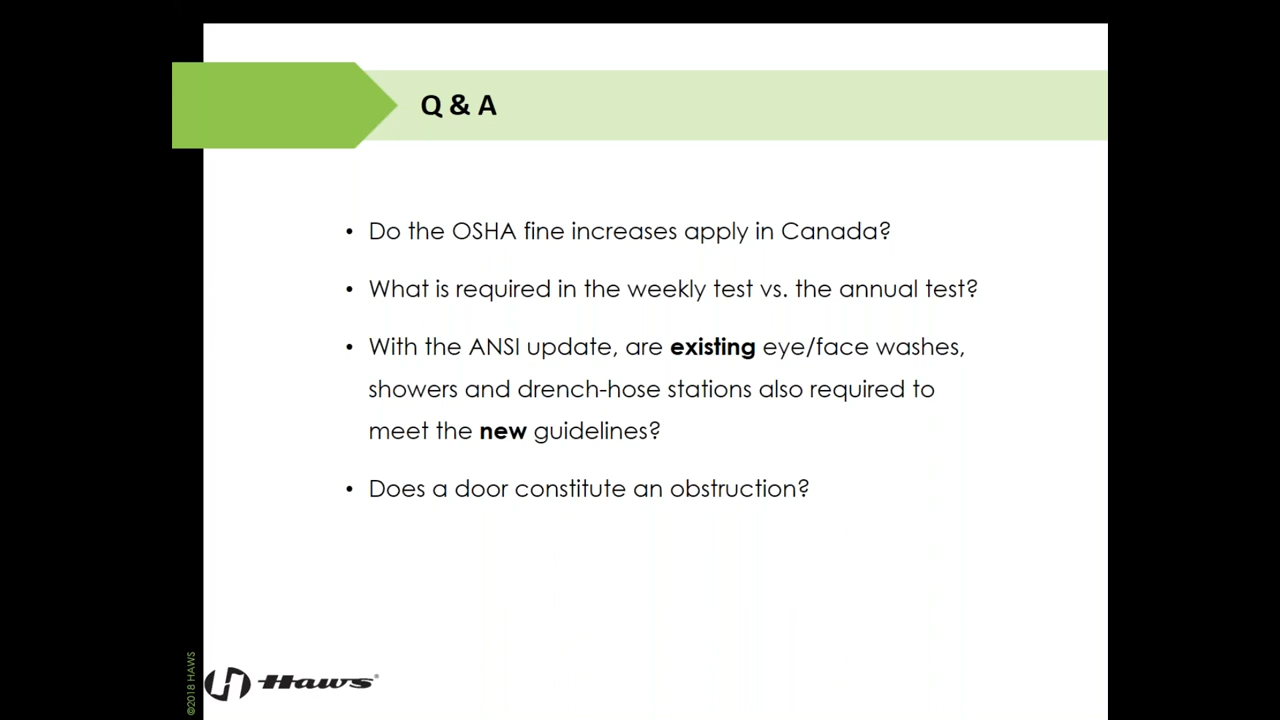 Q & A
• Do the OSHA fine increases apply in Canada?
• What is required in the weekly test vs. the annual test?
• With the ANSI update, are existing eye/face washes,
showers and drench-hose stations also required to
meet the new guidelines?
• Does a door constitute an obstruction?
©2018 HAWS
Haws®